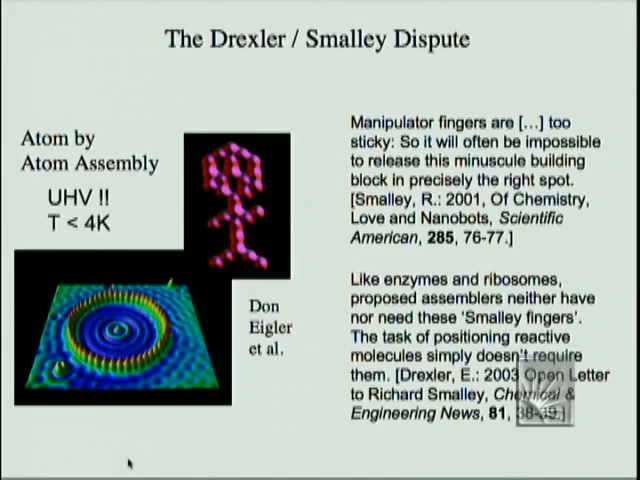 The Drexler / Smalley Dispute
Atom by
Atom Assembly
UHV !!
T < 4K
Don
Eigler
et al.
Manipulator fingers are [...] too
sticky: So it will often be impossible
to release this minuscule building
block in precisely the right spot.
[Smalley, R.: 2001, Of Chemistry,
Love and Nanobots, Scientific
American, 285, 76-77.]
Like enzymes and ribosomes,
proposed assemblers neither have
nor need these ‘Smalley fingers’.
The task of positioning reactive
molecules simply doesn’t require
them. [Drexler, E.: 2003 Open Letter
to Richard Smalley, Chemical &
Engineering News, 81, 38-39.]